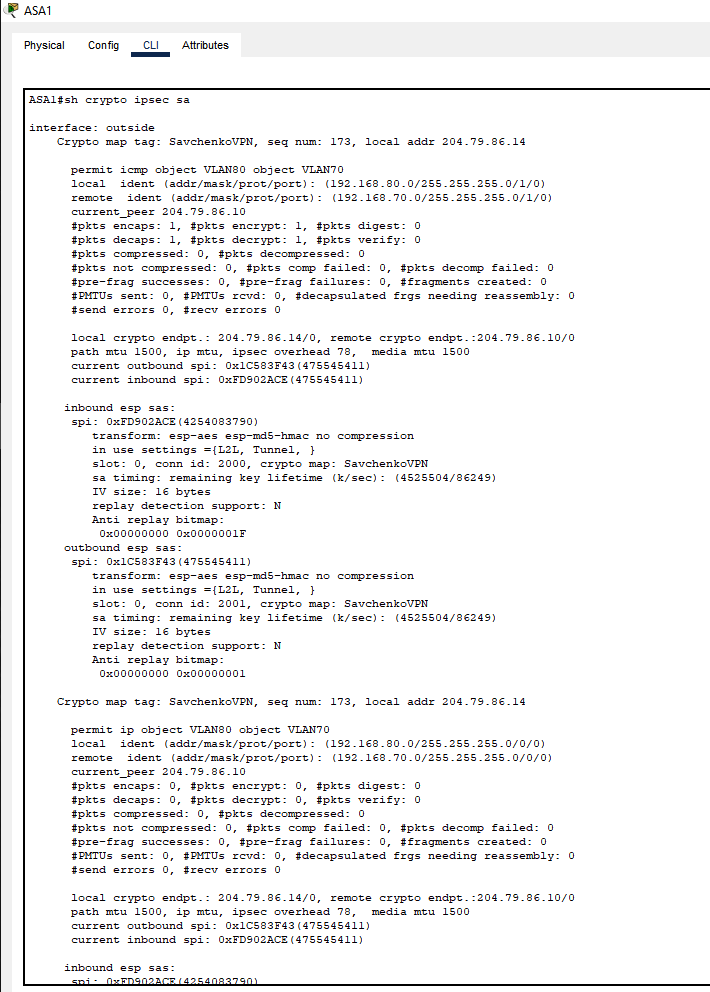 ASA1
Physical Config CLI Attributes
ASA1#sh crypto ipsec sa
interface: outside
Crypto map tag: SavchenkoVPN, seq num: 173, local addr 204.79.86.14
permit icmp object VLAN80 object VLAN70
local ident (addr/mask/prot/port): (192.168.80.0/255.255.255.0/1/0)
remote ident (addr/mask/prot/port): (192.168.70.0/255.255.255.0/1/0)
current_peer 204.79.86.10
#pkts encaps: 1, #pkts encrypt: 1, #pkts digest: 0
#pkts decaps: 1, #pkts decrypt: 1, #pkts verify: 0
#pkts compressed: 0, #pkts decompressed: 0
#pkts not compressed: 0, #pkts comp failed: 0, #pkts decomp failed: 0
#pre-frag successes: 0, #pre-frag failures: 0, #fragments created: 0
#PMTUs sent: 0, #PMTUs rcvd: 0, #decapsulated frgs needing reassembly: 0
#send errors 0, #recv errors 0
local crypto endpt.: 204.79.86.14/0, remote crypto endpt.:204.79.86.10/0
path mtu 1500, ip mtu, ipsec overhead 78, media mtu 1500
current outbound spi: 0x1C583F43(475545411)
current inbound spi: 0xFD902ACE(475545411)
inbound esp sas:
spi: 0xFD902ACE(4254083790)
transform: esp-aes esp-md5-hmac no compression
in use settings ={L2L, Tunnel, }
slot: 0, conn id: 2000, crypto map: SavchenkoVPN
sa timing: remaining key lifetime (k/sec): (4525504/86249)
IV size: 16 bytes
replay detection support: N
Anti replay bitmap:
0x00000000 0x0000001F
outbound esp sas:
spi: 0x1C583F43(475545411)
transform: esp-aes esp-md5-hmac no compression
in use settings ={L2L, Tunnel, }
slot: 0, conn id: 2001, crypto map: SavchenkoVPN
sa timing: remaining key lifetime (k/sec): (4525504/86249)
IV size: 16 bytes
replay detection support: N
Anti replay bitmap:
0x00000000 0x00000001
Crypto map tag: SavchenkoVPN, seq num: 173, local addr 204.79.86.14
permit ip object VLAN80 object VLAN70
local ident (addr/mask/prot/port): (192.168.80.0/255.255.255.0/0/0)
remote ident (addr/mask/prot/port): (192.168.70.0/255.255.255.0/0/0)
current_peer 204.79.86.10
#pkts encaps: 0, #pkts encrypt: 0, #pkts digest: 0
#pkts decaps: 0, #pkts decrypt: 0, #pkts verify: 0
#pkts compressed: 0, #pkts decompressed: 0
#pkts not compressed: 0, #pkts comp failed: 0, #pkts decomp failed: 0
#pre-frag successes: 0, #pre-frag failures: 0, #fragments created: 0
#PMTUs sent: 0, #PMTUs rcvd: 0, #decapsulated frgs needing reassembly: 0
#send errors 0, #recv errors 0
local crypto endpt.: 204.79.86.14/0, remote crypto endpt.:204.79.86.10/0
path mtu 1500, ip mtu, ipsec overhead 78, media mtu 1500
current outbound spi: 0x1C583F43(475545411)
current inbound spi: 0xFD902ACE(475545411)
inbound esp sas:
spi: 0xFD902ACE(4254083790)